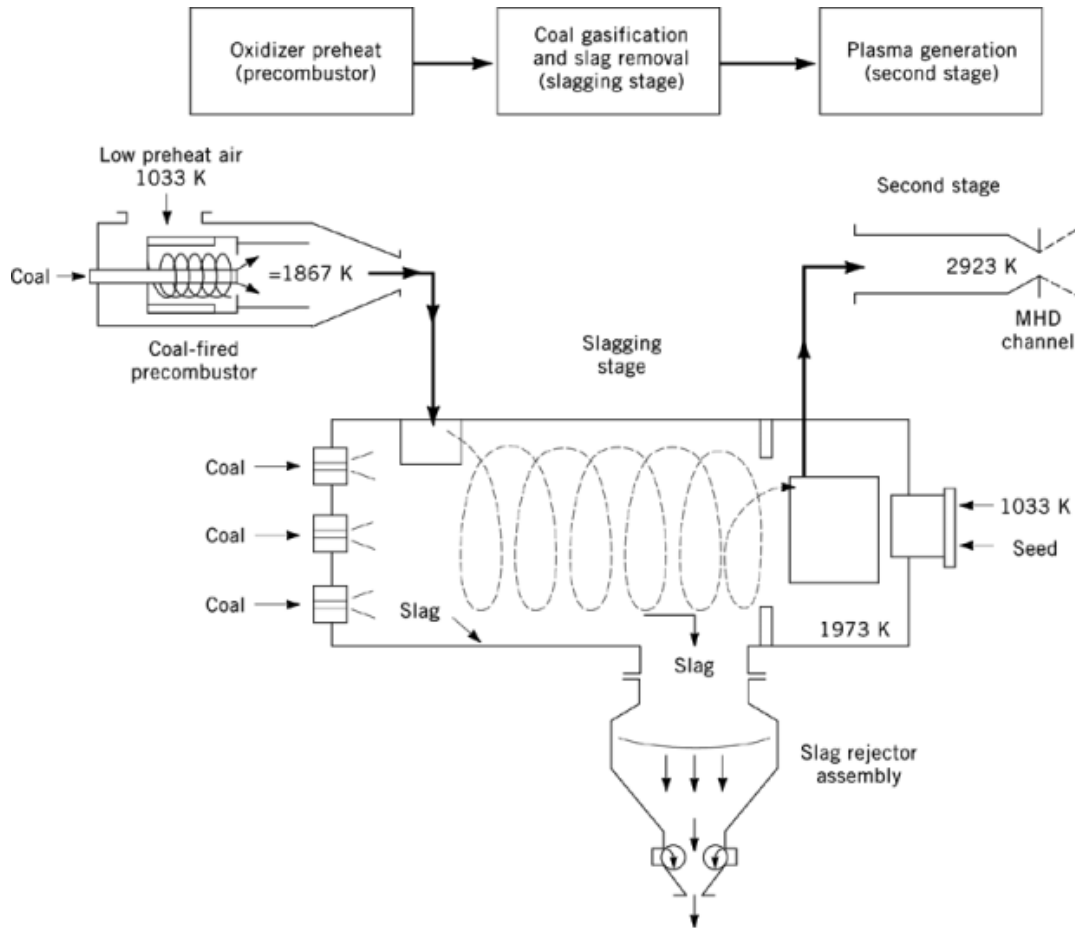 Oxidizer preheat
(precombustor)
Coal gasification
and slag removal
(slagging stage)
Plasma generation
(second stage)
Low preheat air
1033 K
Second stage
Coal
=1867 K
2923 K
MHD
channel
Coal-fired
precombustor
Slagging
stage
Coal
Coal
Coal
1033 K
Seed
Slag
1973 K
Slag
Slag rejector
assembly